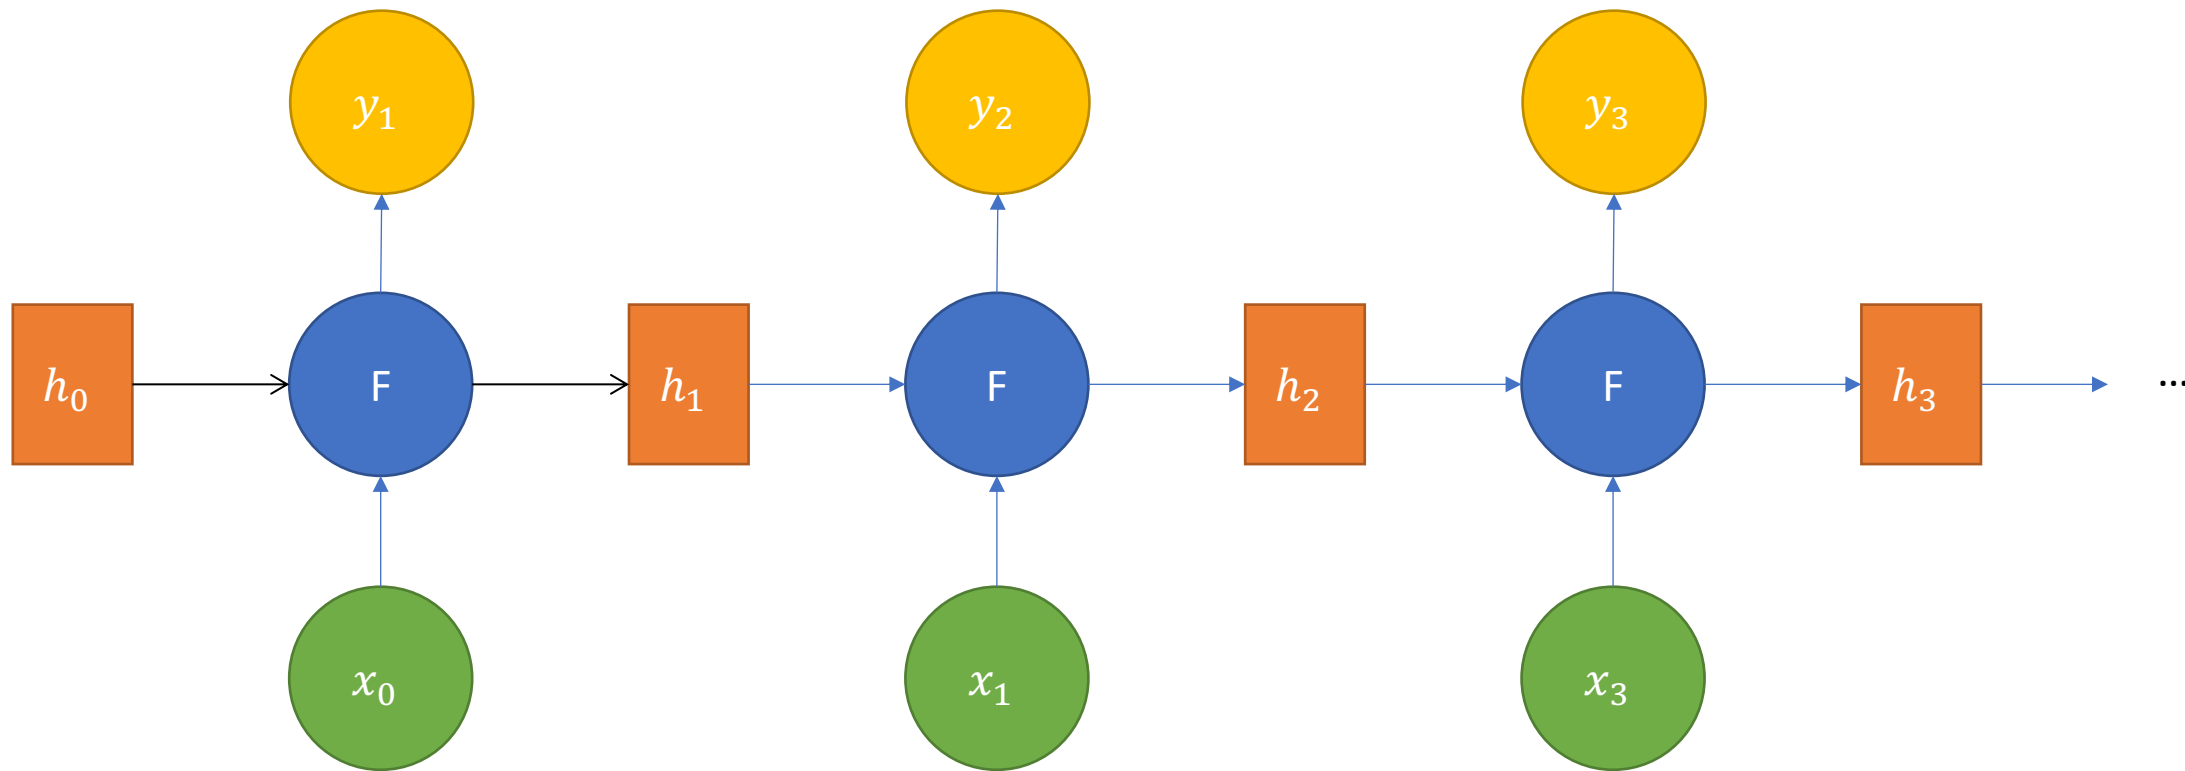 y₁ y₂ y₃
h₀ F h₁ F h₂ F h₃ ...
x₀ x₁ x₃